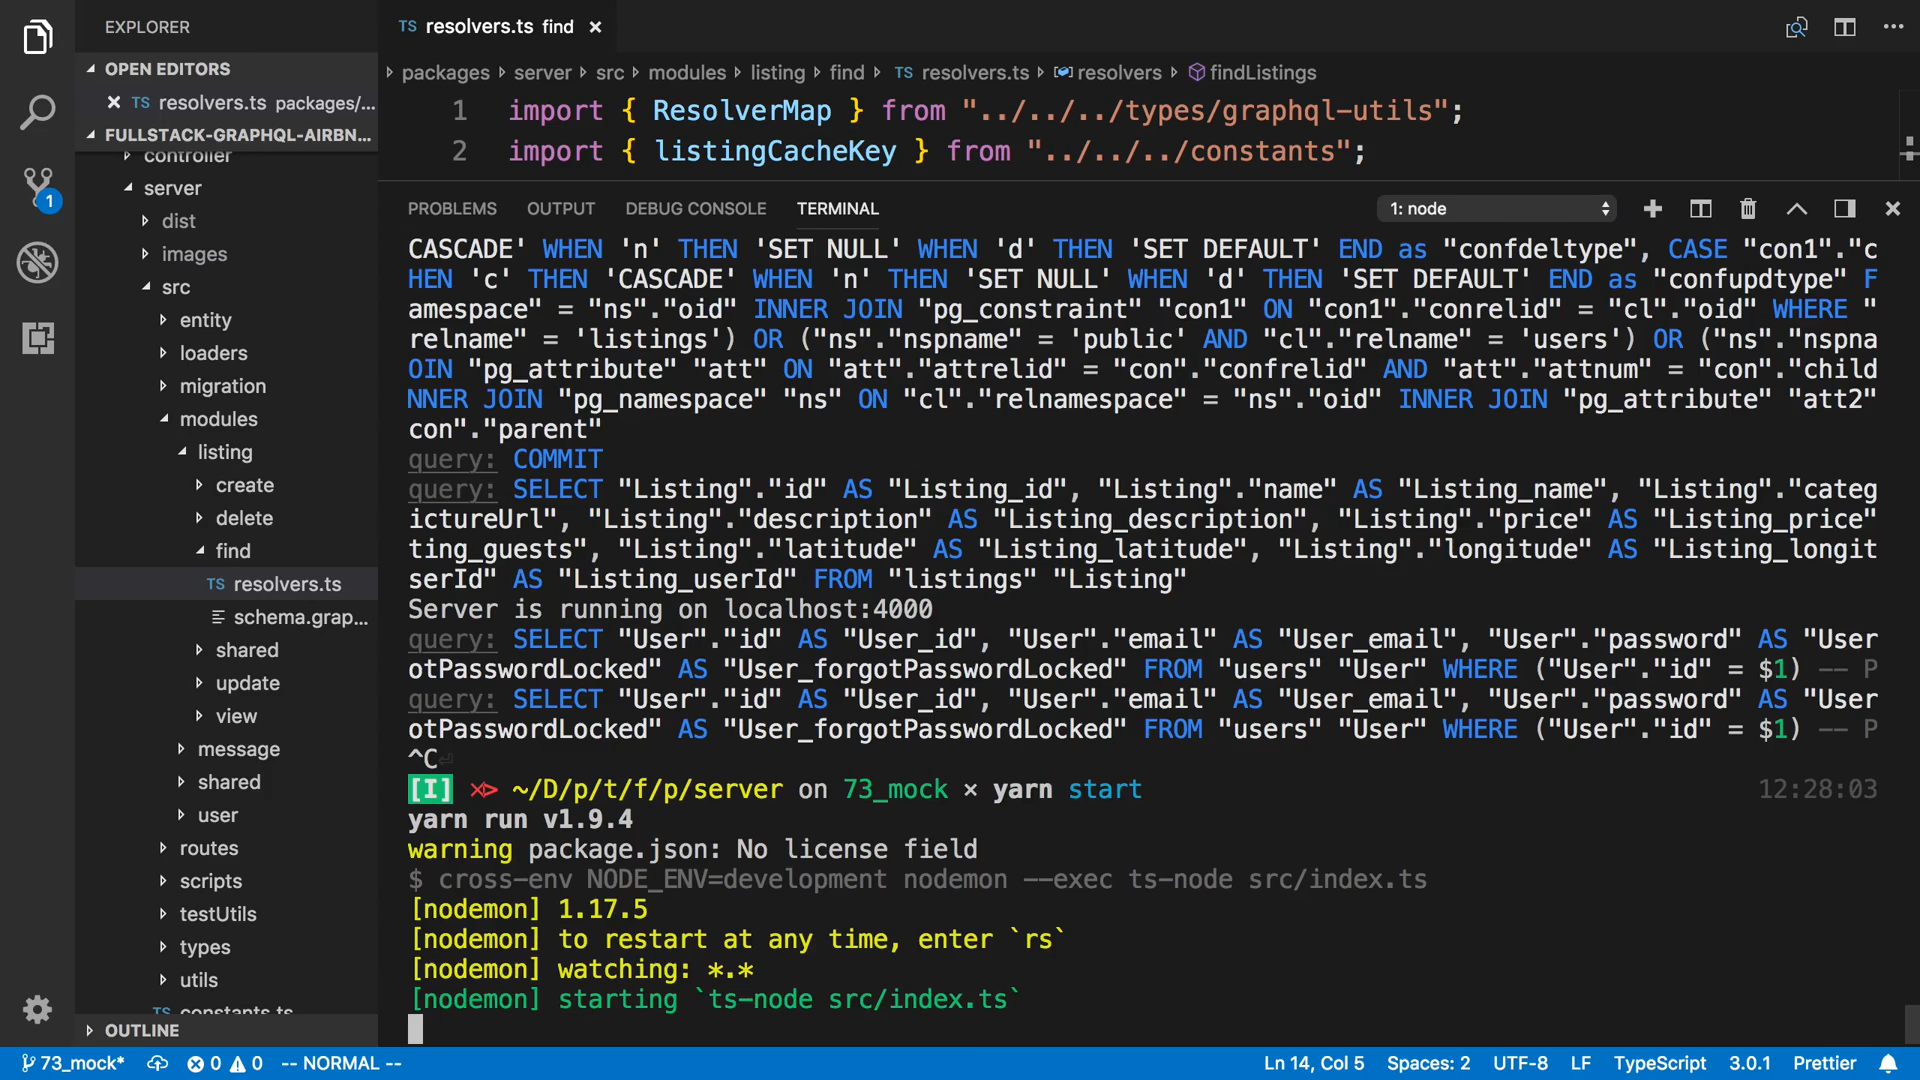 EXPLORER
OPEN EDITORS
TS resolvers.ts packages/...
FULLSTACK-GRAPHQL-AIRBN...
controller
server
dist
images
src
entity
loaders
migration
modules
listing
create
delete
find
TS resolvers.ts
schema.grap...
shared
update
view
message
shared
user
routes
scripts
testUtils
types
utils
TS constants.ts
OUTLINE
1
TS resolvers.ts find
packages server src modules listing find TS resolvers.ts resolvers findListings
1 import { ResolverMap } from "../../../types/graphql-utils";
2 import { listingCacheKey } from "../../../constants";
PROBLEMS OUTPUT DEBUG CONSOLE TERMINAL 1: node
CASCADE' WHEN 'n' THEN 'SET NULL' WHEN 'd' THEN 'SET DEFAULT' END as "confdeltype", CASE "con1"."c
HEN 'c' THEN 'CASCADE' WHEN 'n' THEN 'SET NULL' WHEN 'd' THEN 'SET DEFAULT' END as "confupdtype" F
amespace" = "ns"."oid" INNER JOIN "pg_constraint" "con1" ON "con1"."conrelid" = "cl"."oid" WHERE "
relname" = 'listings') OR ("ns"."nspname" = 'public' AND "cl"."relname" = 'users') OR ("ns"."nspna
OIN "pg_attribute" "att" ON "att"."attrelid" = "con"."confrelid" AND "att"."attnum" = "con"."child
NNER JOIN "pg_namespace" "ns" ON "cl"."relnamespace" = "ns"."oid" INNER JOIN "pg_attribute" "att2"
con"."parent"
query: COMMIT
query: SELECT "Listing"."id" AS "Listing_id", "Listing"."name" AS "Listing_name", "Listing"."categ
ictureUrl", "Listing"."description" AS "Listing_description", "Listing"."price" AS "Listing_price"
ting_guests", "Listing"."latitude" AS "Listing_latitude", "Listing"."longitude" AS "Listing_longit
serId" AS "Listing_userId" FROM "listings" "Listing"
Server is running on localhost:4000
query: SELECT "User"."id" AS "User_id", "User"."email" AS "User_email", "User"."password" AS "User
otPasswordLocked" AS "User_forgotPasswordLocked" FROM "users" "User" WHERE ("User"."id" = $1) -- P
query: SELECT "User"."id" AS "User_id", "User"."email" AS "User_email", "User"."password" AS "User
otPasswordLocked" AS "User_forgotPasswordLocked" FROM "users" "User" WHERE ("User"."id" = $1) -- P
^C⏎
[I] ~/D/p/t/f/p/server on 73_mock × yarn start 12:28:03
yarn run v1.9.4
warning package.json: No license field
$ cross-env NODE_ENV=development nodemon --exec ts-node src/index.ts
[nodemon] 1.17.5
[nodemon] to restart at any time, enter `rs`
[nodemon] watching: *.*
[nodemon] starting `ts-node src/index.ts`
73_mock* 0 0 -- NORMAL -- Ln 14, Col 5 Spaces: 2 UTF-8 LF TypeScript 3.0.1 Prettier